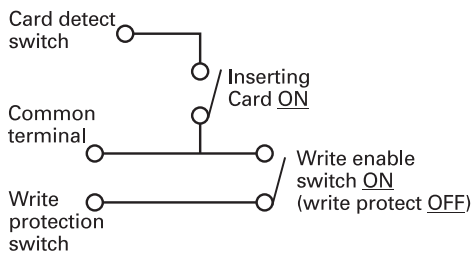 Card detect
switch
Inserting
Card ON
Common
terminal
Write enable
switch ON
(write protect OFF)
Write
protection
switch